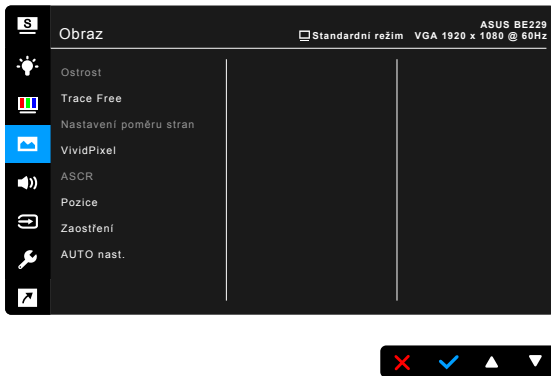 S
Obraz
ASUS BE229
Standardní režim VGA 1920 x 1080 @ 60Hz
Ostrost
Trace Free
Nastavení poměru stran
VividPixel
ASCR
Pozice
Zaostření
AUTO nast.